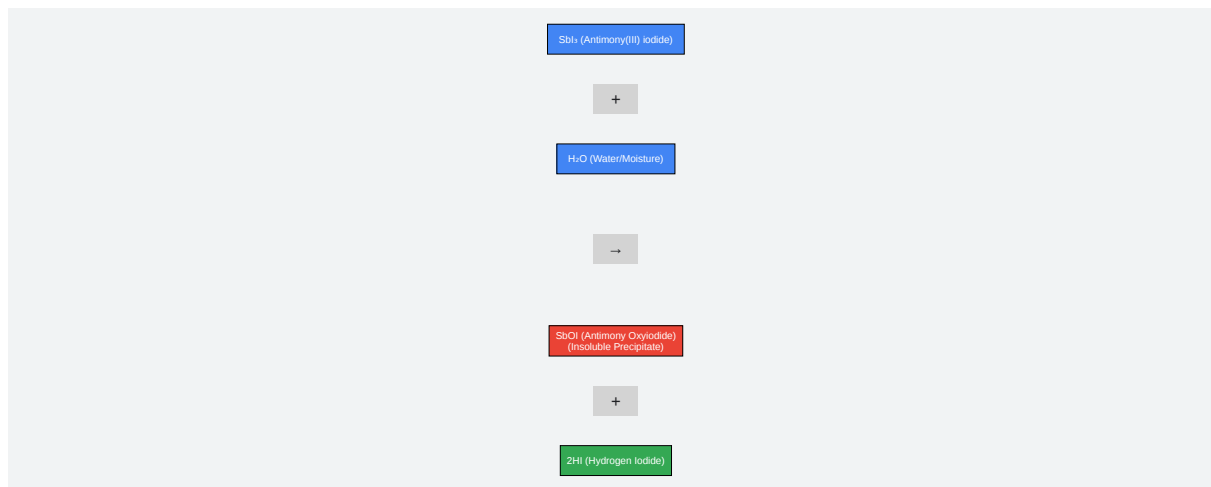 SbI₃ (Antimony(III) iodide)
+
H₂O (Water/Moisture)
→
SbOI (Antimony Oxyiodide)
(Insoluble Precipitate)
+
2HI (Hydrogen Iodide)